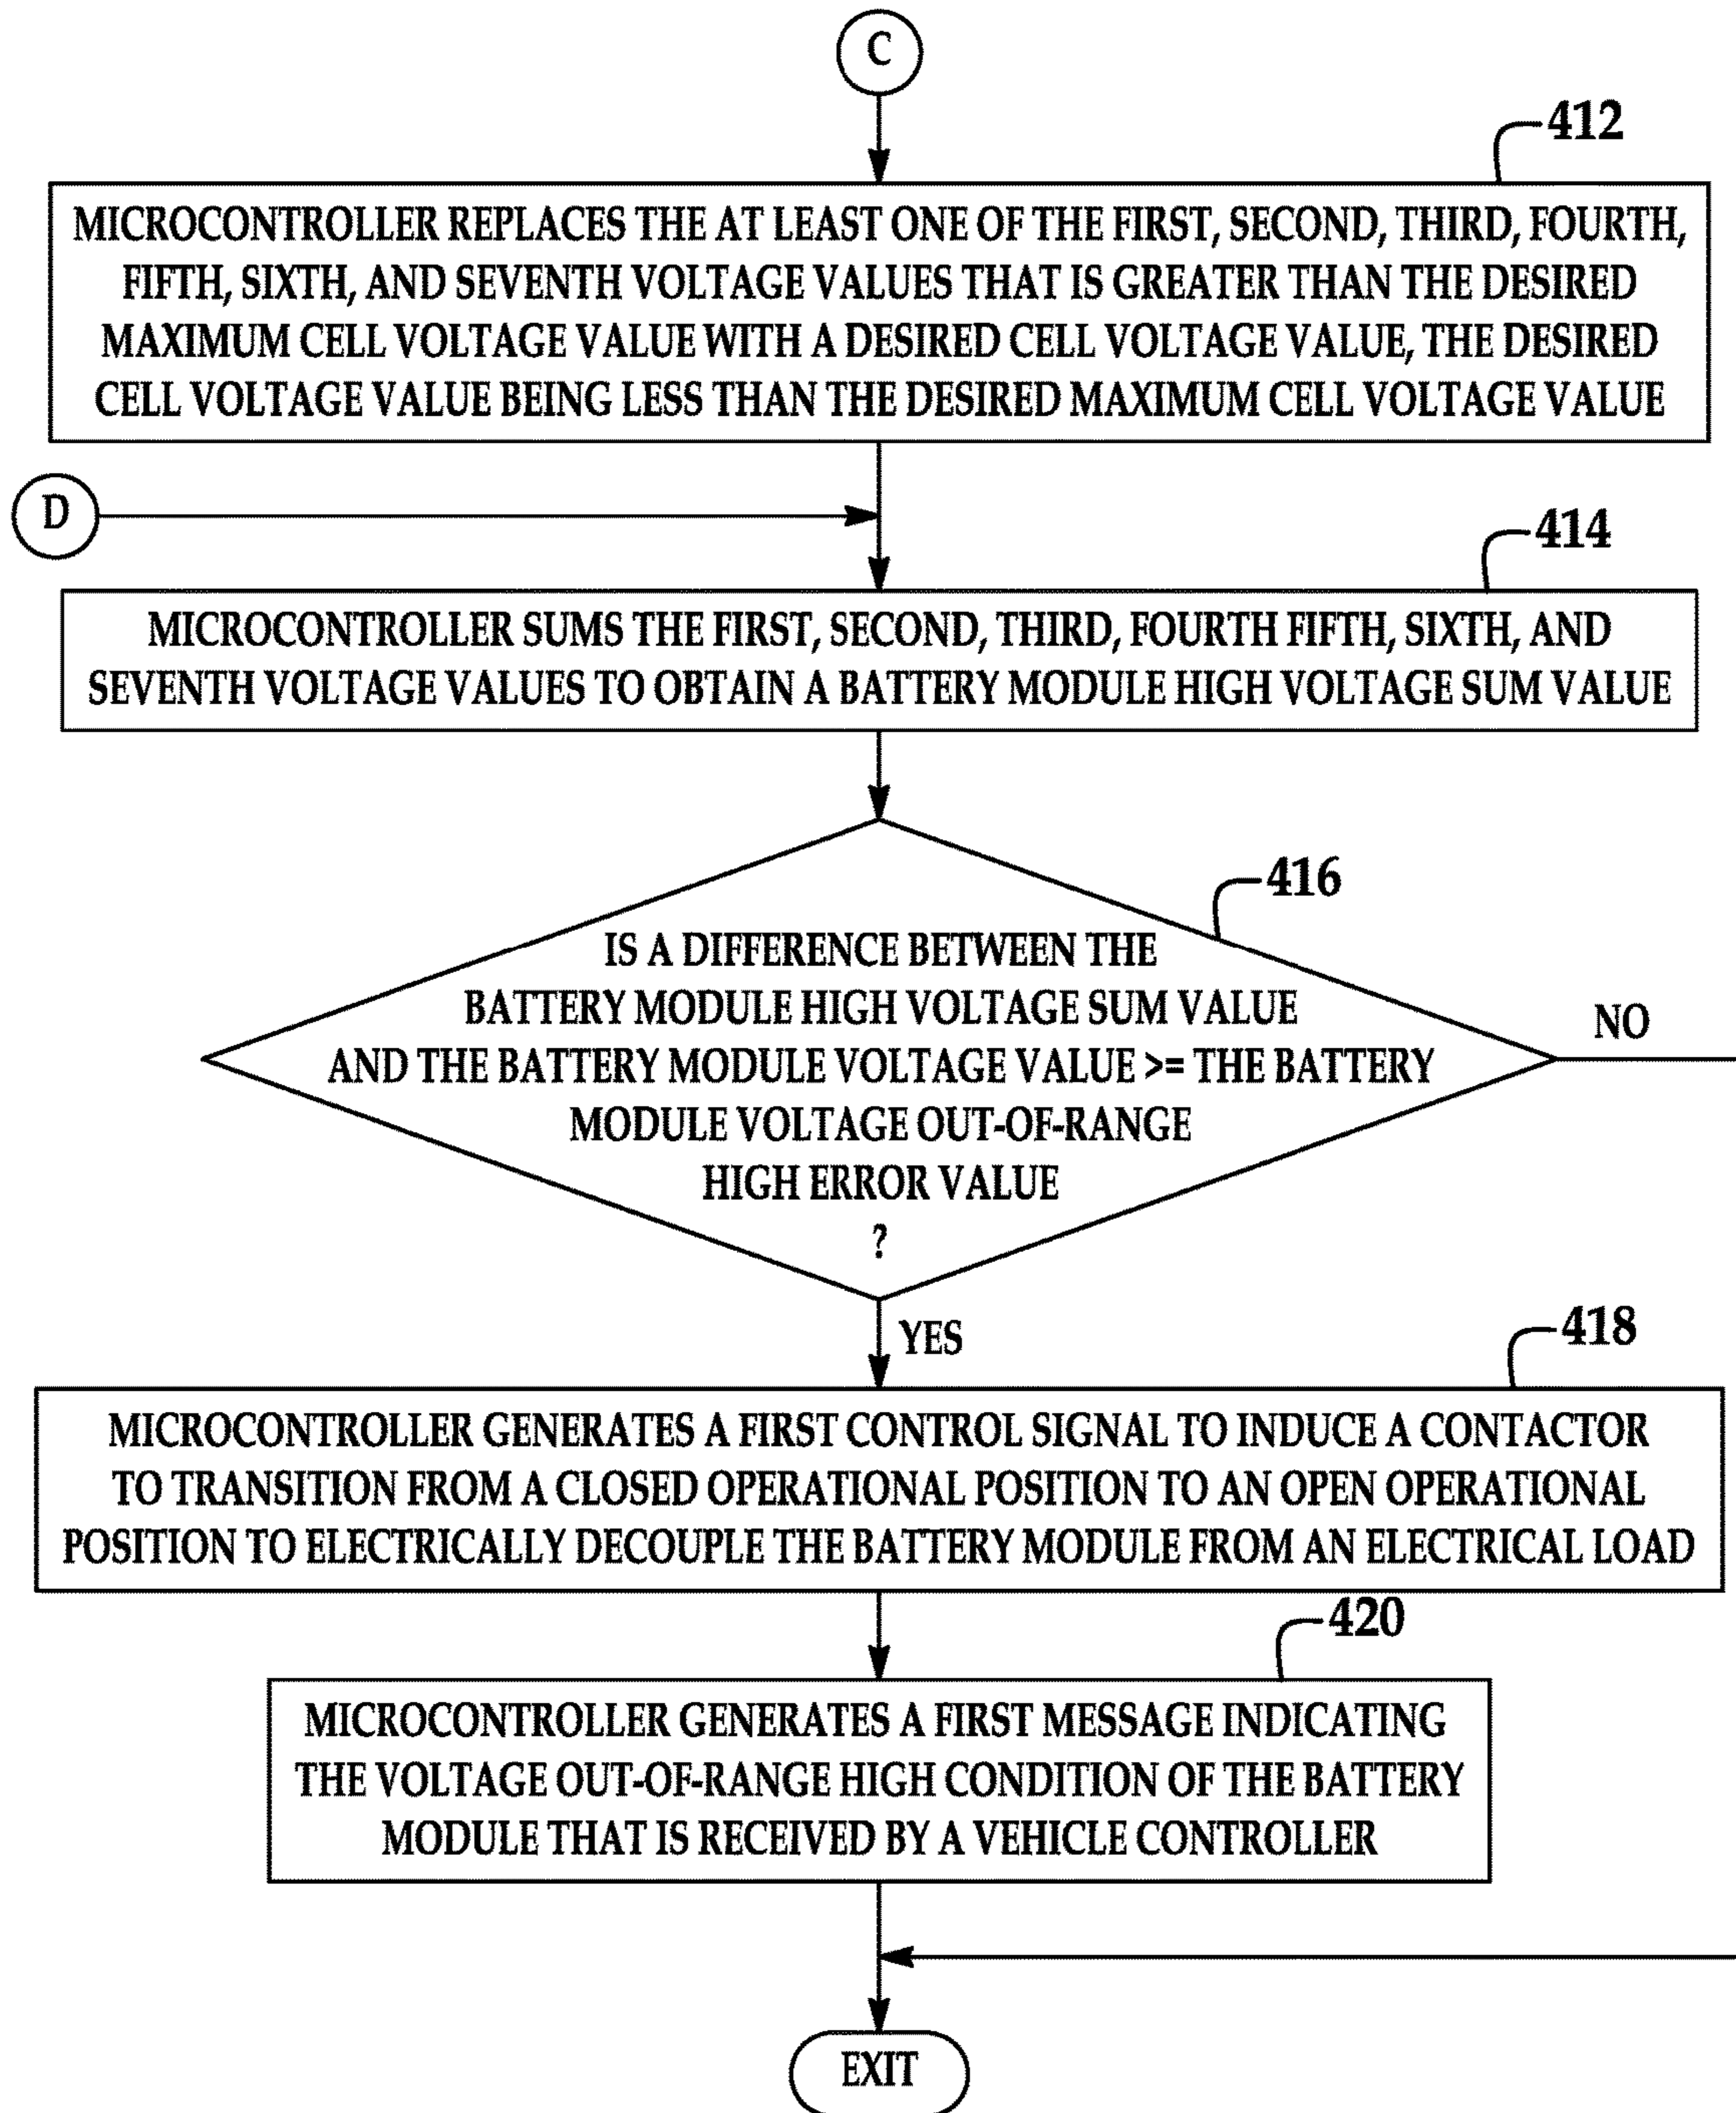 C
412
MICROCONTROLLER REPLACES THE AT LEAST ONE OF THE FIRST, SECOND, THIRD, FOURTH,
FIFTH, SIXTH, AND SEVENTH VOLTAGE VALUES THAT IS GREATER THAN THE DESIRED
MAXIMUM CELL VOLTAGE VALUE WITH A DESIRED CELL VOLTAGE VALUE, THE DESIRED
CELL VOLTAGE VALUE BEING LESS THAN THE DESIRED MAXIMUM CELL VOLTAGE VALUE
D
414
MICROCONTROLLER SUMS THE FIRST, SECOND, THIRD, FOURTH FIFTH, SIXTH, AND
SEVENTH VOLTAGE VALUES TO OBTAIN A BATTERY MODULE HIGH VOLTAGE SUM VALUE
416
IS A DIFFERENCE BETWEEN THE
BATTERY MODULE HIGH VOLTAGE SUM VALUE
AND THE BATTERY MODULE VOLTAGE VALUE >= THE BATTERY
MODULE VOLTAGE OUT-OF-RANGE
HIGH ERROR VALUE
?
NO
YES
418
MICROCONTROLLER GENERATES A FIRST CONTROL SIGNAL TO INDUCE A CONTACTOR
TO TRANSITION FROM A CLOSED OPERATIONAL POSITION TO AN OPEN OPERATIONAL
POSITION TO ELECTRICALLY DECOUPLE THE BATTERY MODULE FROM AN ELECTRICAL LOAD
420
MICROCONTROLLER GENERATES A FIRST MESSAGE INDICATING
THE VOLTAGE OUT-OF-RANGE HIGH CONDITION OF THE BATTERY
MODULE THAT IS RECEIVED BY A VEHICLE CONTROLLER
EXIT